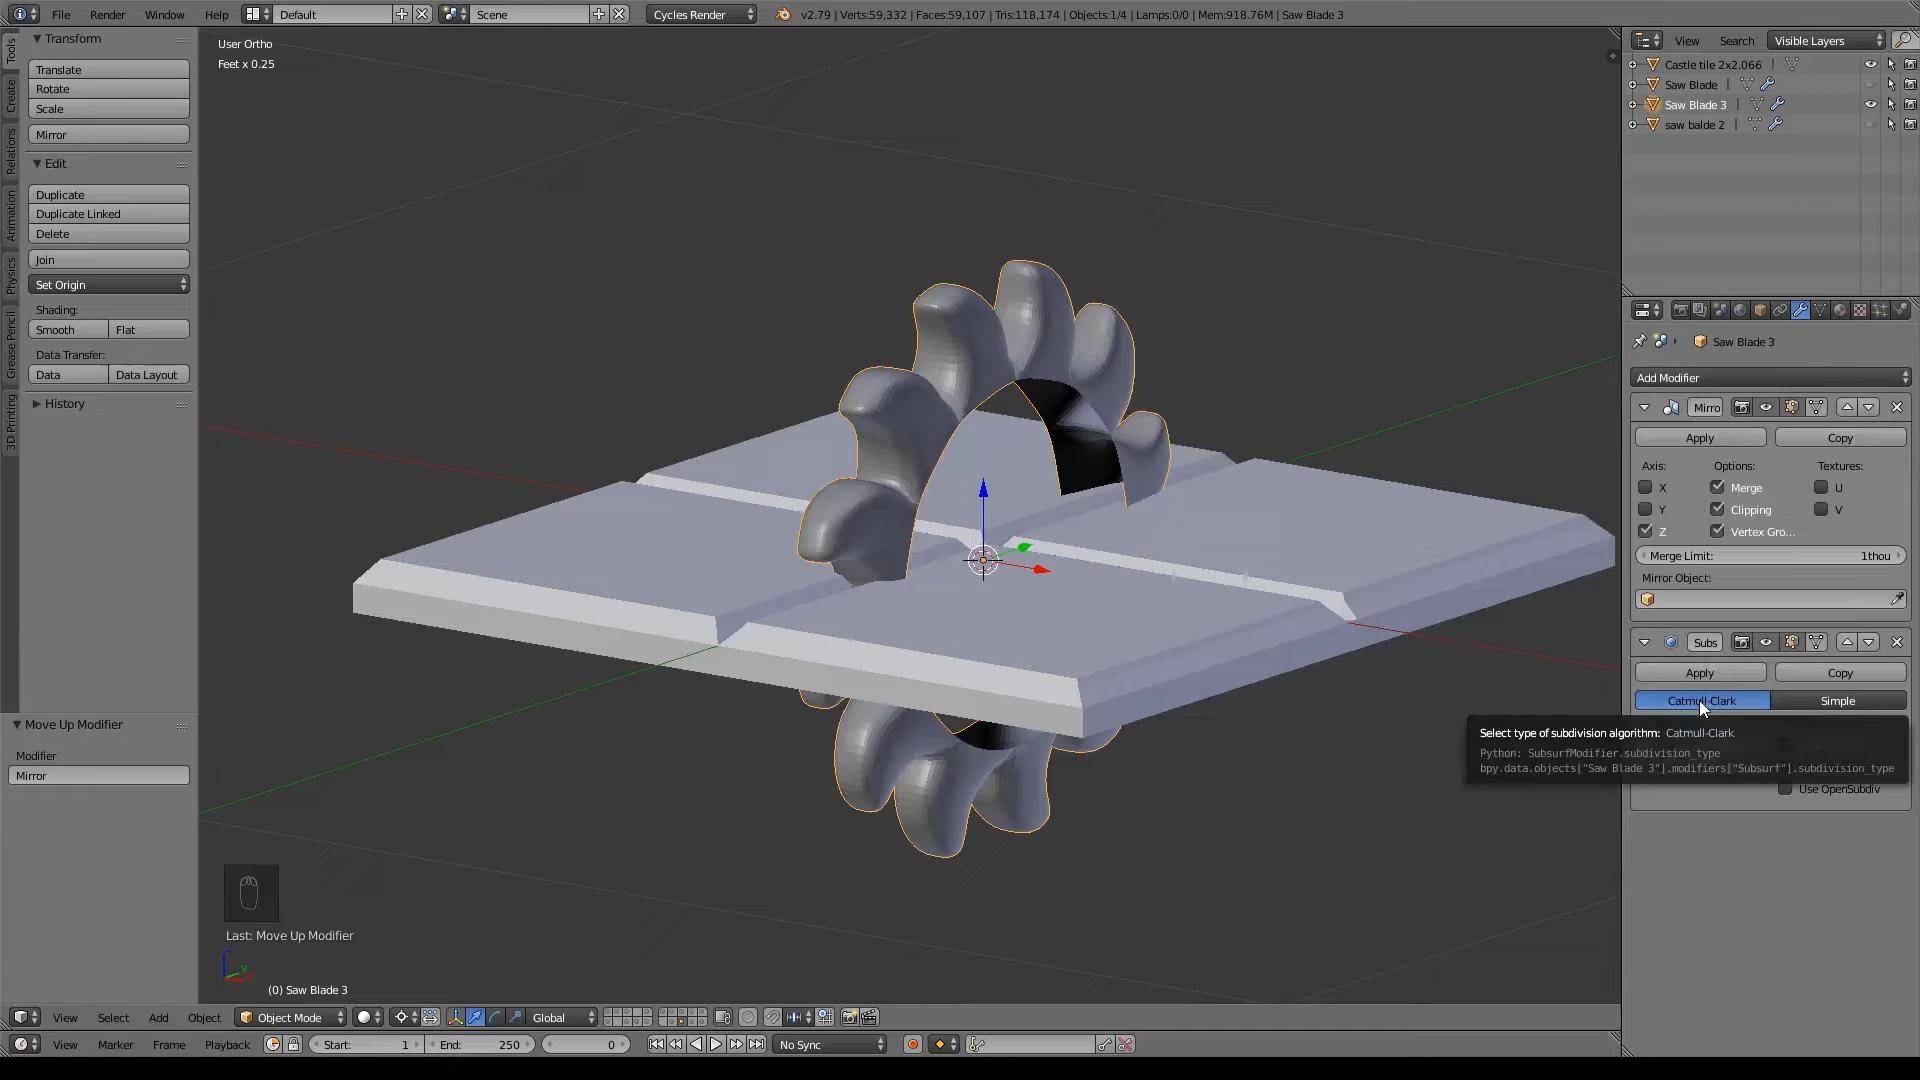 File Render Window Help Default Scene Cycles Render v2.79 | Verts:59,332 | Faces:59,107 | Tris:118,174 | Objects:1/4 | Lamps:0/0 | Mem:918.76M | Saw Blade 3
Tools
Create
Relations
Animation
Physics
Grease Pencil
3D Printing
Transform
Translate
Rotate
Scale
Mirror
Edit
Duplicate
Duplicate Linked
Delete
Join
Set Origin
Shading:
Smooth Flat
Data Transfer:
Data Data Layout
History
Move Up Modifier
Modifier
Mirror
User Ortho
Feet x 0.25
Last: Move Up Modifier
(0) Saw Blade 3
View Search Visible Layers
Castle tile 2x2.066
Saw Blade
Saw Blade 3
saw balde 2
Saw Blade 3
Add Modifier
Mirro
Apply Copy
Axis: Options: Textures:
X Merge U
Y Clipping V
Z Vertex Gro...
Merge Limit: 1thou
Mirror Object:
Subs
Apply Copy
Catmull-Clark Simple
Select type of subdivision algorithm: Catmull-Clark
Python: SubsurfModifier.subdivision_type
bpy.data.objects["Saw Blade 3"].modifiers["Subsurf"].subdivision_type
Use OpenSubdiv
View Select Add Object Object Mode Global
View Marker Frame Playback Start: 1 End: 250 0 No Sync